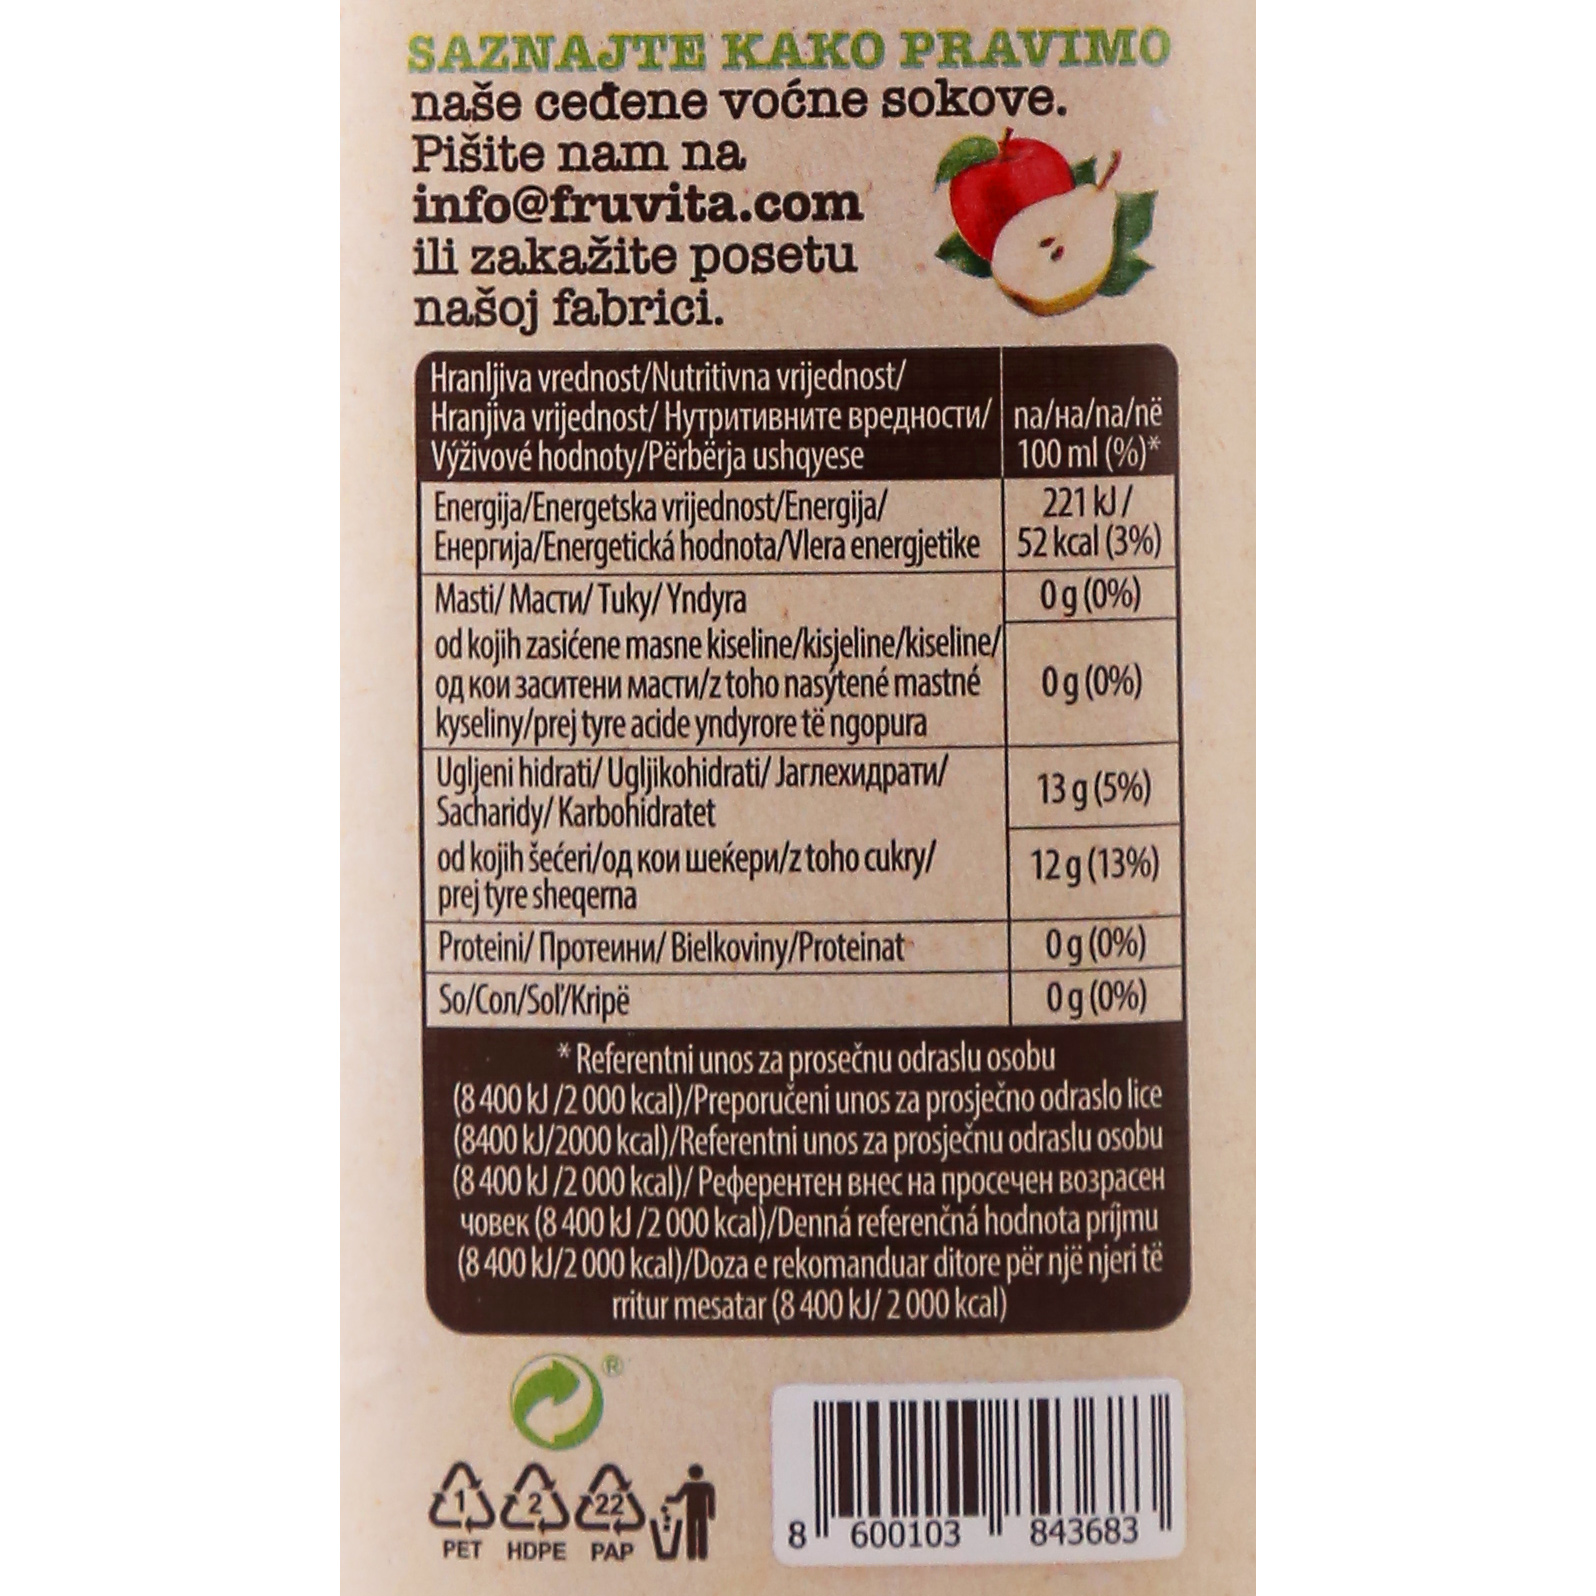 SAZNAJTE KAKO PRAVIMO
naše ceđene voćne sokove.
Pišite nam na
info@fruvita.com
ili zakažite posetu
našoj fabrici.
Hranljiva vrednost/Nutritivna vrijednost/
Hranjiva vrijednost/ Нутритивните вредности/
Výživové hodnoty/Përbërja ushqyese
na/на/na/në
100 ml (%)*
Energija/Energetska vrijednost/Energija/
Енергија/Energetická hodnota/Vlera energjetike
221 kJ /
52 kcal (3%)
Masti/ Масти/ Tuky/ Yndyra
0 g (0%)
od kojih zasićene masne kiseline/kisjeline/kiseline/
од кои заситени масти/z toho nasýtené mastné
kyseliny/prej tyre acide yndyrore të ngopura
0 g (0%)
Ugljeni hidrati/ Ugljikohidrati/ Јаглехидрати/
Sacharidy/ Karbohidratet
13 g (5%)
od kojih šećeri/од кои шеќери/z toho cukry/
prej tyre sheqerna
12 g (13%)
Proteini/ Протеини/ Bielkoviny/Proteinat
0 g (0%)
So/Сол/Soľ/Kripë
0 g (0%)
* Referentni unos za prosečnu odraslu osobu
(8 400 kJ /2 000 kcal)/Preporučeni unos za prosječno odraslo lice
(8400 kJ/2000 kcal)/Referentni unos za prosječnu odraslu osobu
(8 400 kJ /2 000 kcal)/ Референтен внес на просечен возрасен
човек (8 400 kJ /2 000 kcal)/Denná referenčná hodnota príjmu
(8 400 kJ/2 000 kcal)/Doza e rekomanduar ditore për një njeri të
rritur mesatar (8 400 kJ/ 2 000 kcal)
®
1 2 22
PET HDPE PAP
8 600103 843683